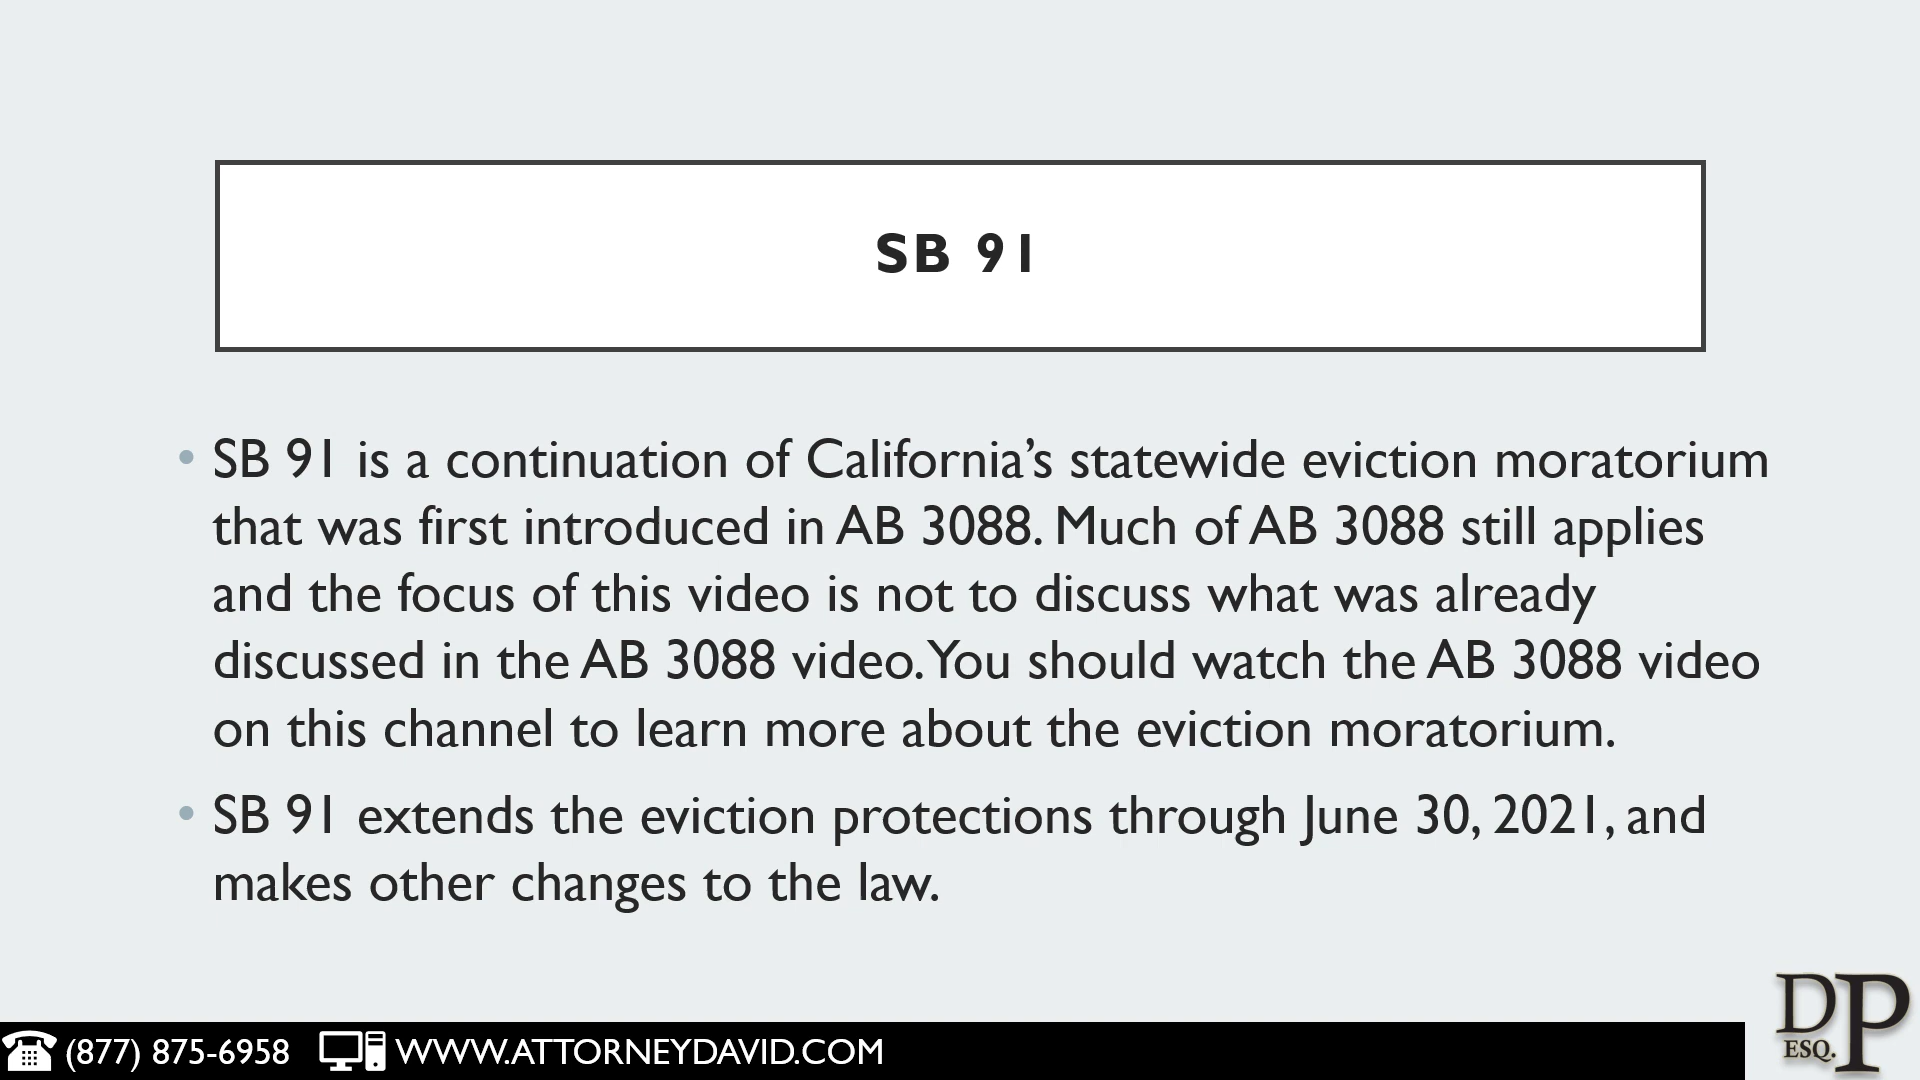 SB 91
• SB 91 is a continuation of California’s statewide eviction moratorium
that was first introduced in AB 3088. Much of AB 3088 still applies
and the focus of this video is not to discuss what was already
discussed in the AB 3088 video. You should watch the AB 3088 video
on this channel to learn more about the eviction moratorium.
• SB 91 extends the eviction protections through June 30, 2021, and
makes other changes to the law.
(877) 875-6958 WWW.ATTORNEYDAVID.COM
DP
ESQ.